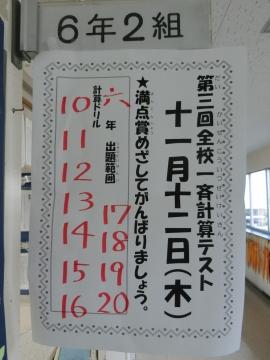 6年2組
第三回全校一斉計算テスト
十一月十二日(木)
★満点賞めざしてがんばりましょう。
六年 出題範囲
計算ドリル
10
11
12
13
14
15
16
17
18
19
20